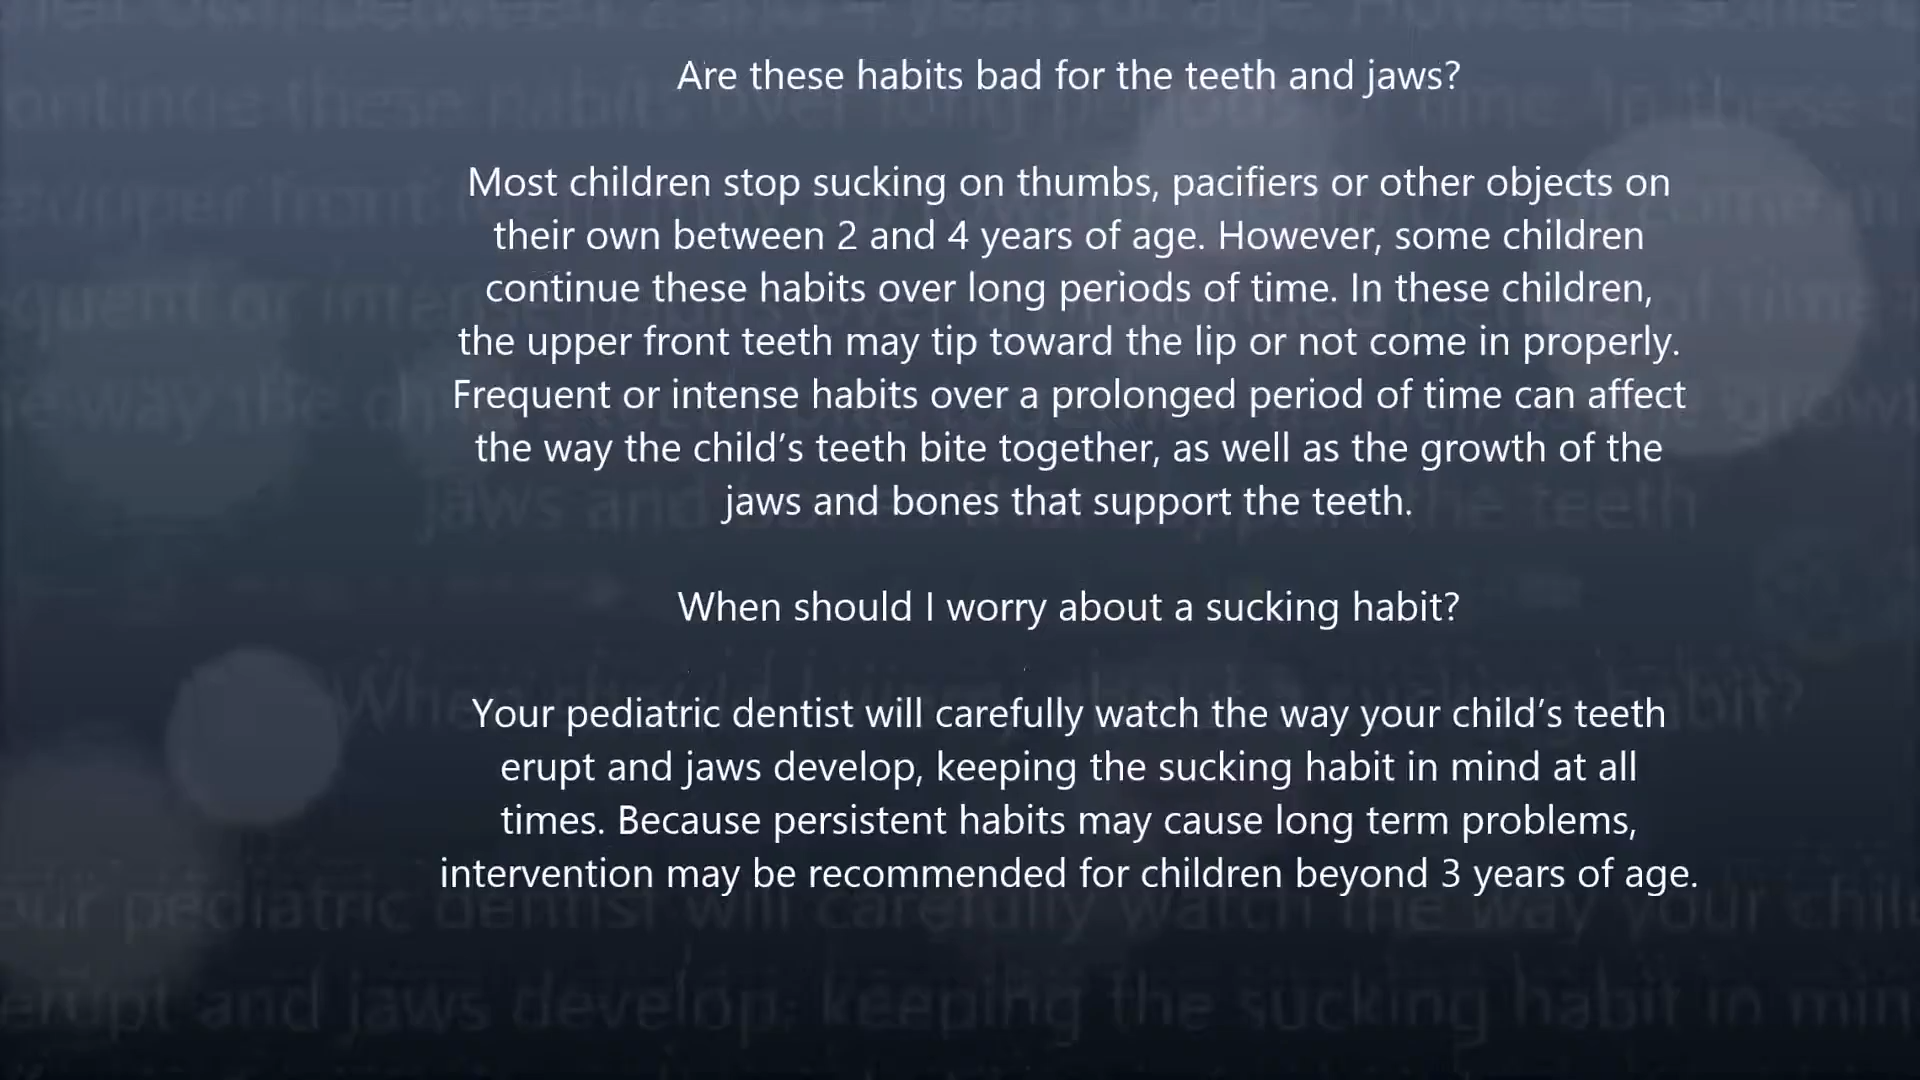 Are these habits bad for the teeth and jaws?
Most children stop sucking on thumbs, pacifiers or other objects on
their own between 2 and 4 years of age. However, some children
continue these habits over long periods of time. In these children,
the upper front teeth may tip toward the lip or not come in properly.
Frequent or intense habits over a prolonged period of time can affect
the way the child’s teeth bite together, as well as the growth of the
jaws and bones that support the teeth.
When should I worry about a sucking habit?
Your pediatric dentist will carefully watch the way your child’s teeth
erupt and jaws develop, keeping the sucking habit in mind at all
times. Because persistent habits may cause long term problems,
intervention may be recommended for children beyond 3 years of age.